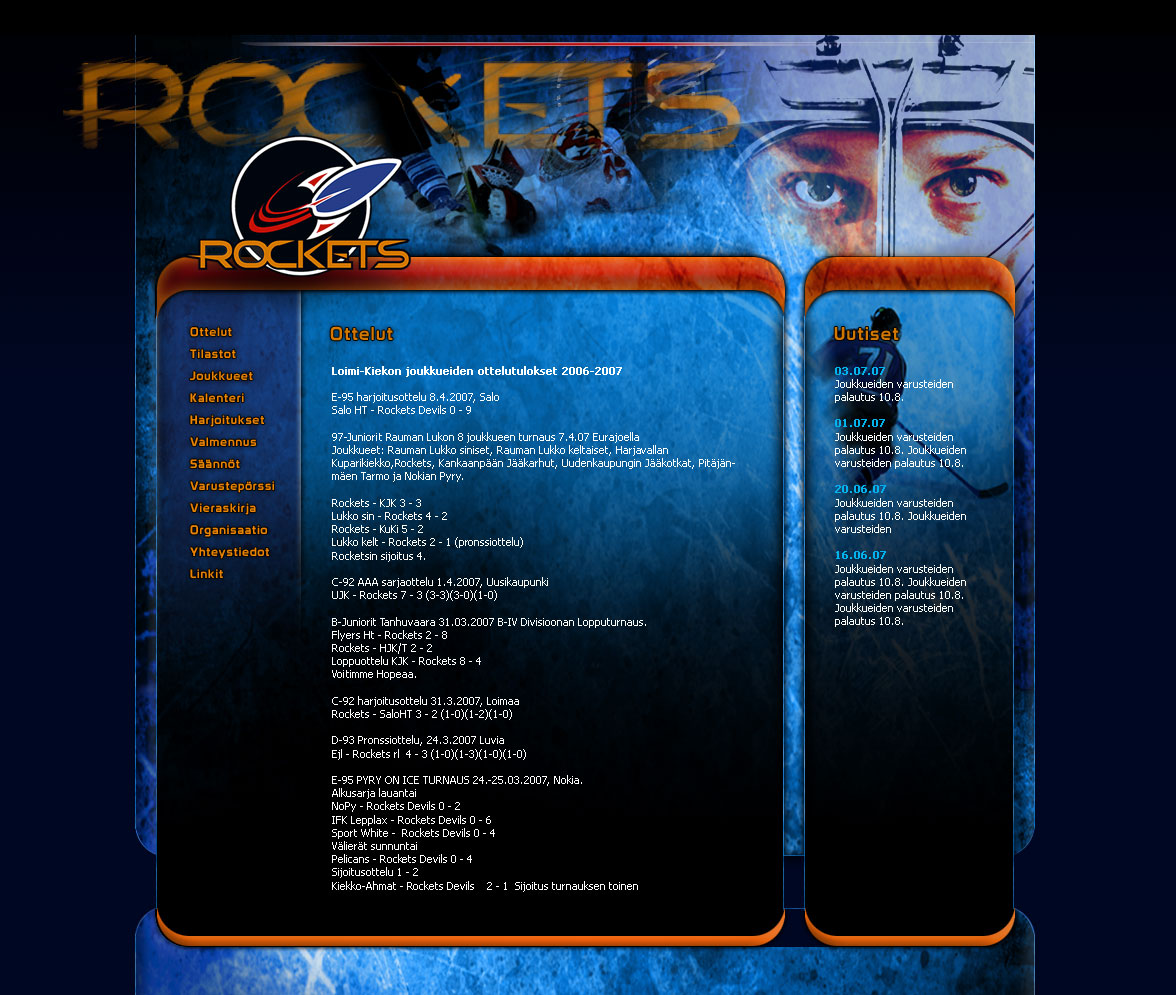 ROCKETS
ROCKETS
Ottelut
Tilastot
Joukkueet
Kalenteri
Harjoitukset
Valmennus
Säännöt
Varustepörssi
Vieraskirja
Organisaatio
Yhteystiedot
Linkit
Ottelut
Loimi-Kiekon joukkueiden ottelutulokset 2006-2007
E-95 harjoitusottelu 8.4.2007, Salo
Salo HT - Rockets Devils 0 - 9
97-Juniorit Rauman Lukon 8 joukkueen turnaus 7.4.07 Eurajoella
Joukkueet: Rauman Lukko siniset, Rauman Lukko keltaiset, Harjavallan
Kuparikiekko,Rockets, Kankaanpään Jääkarhut, Uudenkaupungin Jääkotkat, Pitäjän-
mäen Tarmo ja Nokian Pyry.
Rockets - KJK 3 - 3
Lukko sin - Rockets 4 - 2
Rockets - KuKi 5 - 2
Lukko kelt - Rockets 2 - 1 (pronssiottelu)
Rocketsin sijoitus 4.
C-92 AAA sarjaottelu 1.4.2007, Uusikaupunki
UJK - Rockets 7 - 3 (3-3)(3-0)(1-0)
B-Juniorit Tanhuvaara 31.03.2007 B-IV Divisioonan Lopputurnaus.
Flyers Ht - Rockets 2 - 8
Rockets - HJK/T 2 - 2
Loppuottelu KJK - Rockets 8 - 4
Voitimme Hopeaa.
C-92 harjoitusottelu 31.3.2007, Loimaa
Rockets - SaloHT 3 - 2 (1-0)(1-2)(1-0)
D-93 Pronssiottelu, 24.3.2007 Luvia
Ejl - Rockets rl  4 - 3 (1-0)(1-3)(1-0)(1-0)
E-95 PYRY ON ICE TURNAUS 24.-25.03.2007, Nokia.
Alkusarja lauantai
NoPy - Rockets Devils 0 - 2
IFK Lepplax - Rockets Devils 0 - 6
Sport White -  Rockets Devils 0 - 4
Välierät sunnuntai
Pelicans - Rockets Devils 0 - 4
Sijoitusottelu 1 - 2
Kiekko-Ahmat - Rockets Devils    2 - 1  Sijoitus turnauksen toinen
Uutiset
7
03.07.07
Joukkueiden varusteiden
palautus 10.8.
01.07.07
Joukkueiden varusteiden
palautus 10.8. Joukkueiden
varusteiden palautus 10.8.
20.06.07
Joukkueiden varusteiden
palautus 10.8. Joukkueiden
varusteiden
16.06.07
Joukkueiden varusteiden
palautus 10.8. Joukkueiden
varusteiden palautus 10.8.
Joukkueiden varusteiden
palautus 10.8.